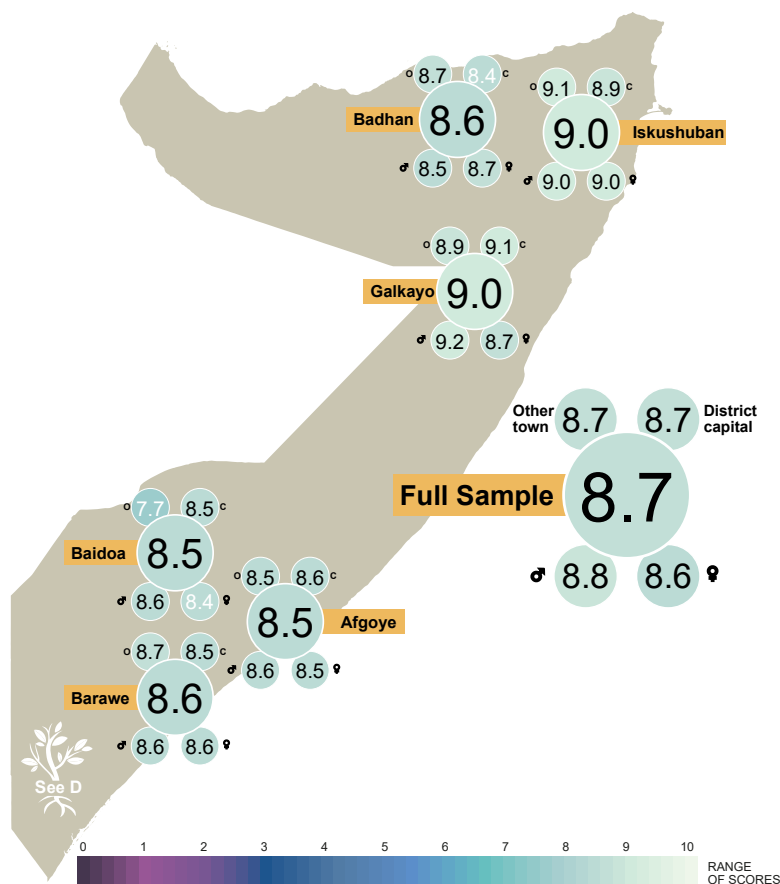 O 8.7 8.4 C
Badhan 8.6
♂ 8.5 8.7 ♀
O 9.1 8.9 C
9.0 Iskushuban
♂ 9.0 9.0 ♀
O 8.9 9.1 C
Galkayo 9.0
♂ 9.2 8.7 ♀
Other
town
8.7 8.7
District
capital
Full Sample 8.7
♂ 8.8 8.6 ♀
O 7.7 8.5 C
Baidoa 8.5
♂ 8.6 8.4 ♀
O 8.5 8.6 C
8.5 Afgoye
♂ 8.6 8.5 ♀
O 8.7 8.5 C
Barawe 8.6
♂ 8.6 8.6 ♀
See D
0 1 2 3 4 5 6 7 8 9 10
RANGE
OF SCORES